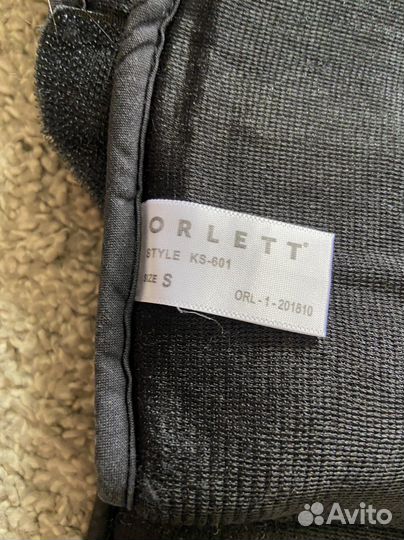 ORLETT®
STYLE KS-601
SIZE S
ORL-1-201810
Avito